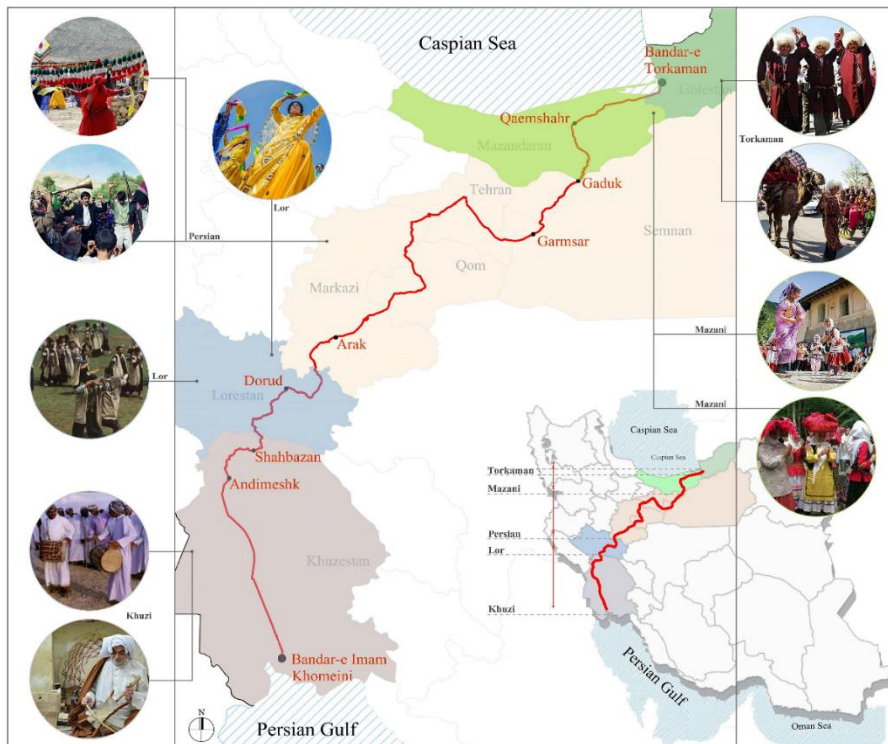 Caspian Sea
Bandar-e
Torkaman
Golestan
Qaemshahr
Mazandaran
Torkaman
Tehran
Gaduk
Lor
Persian
Semnan
Garmsar
Qom
Markazi
Mazani
Arak
Lor
Dorud
Lorestan
Mazani
Caspian Sea
Caspian Sea
Shahbazan
Torkaman
Andimeshk
Mazani
Persian
Lor
Khuzestan
Khuzi
Khuzi
Bandar-e Imam
Khomeini
Persian Gulf
N
Persian Gulf
Oman Sea